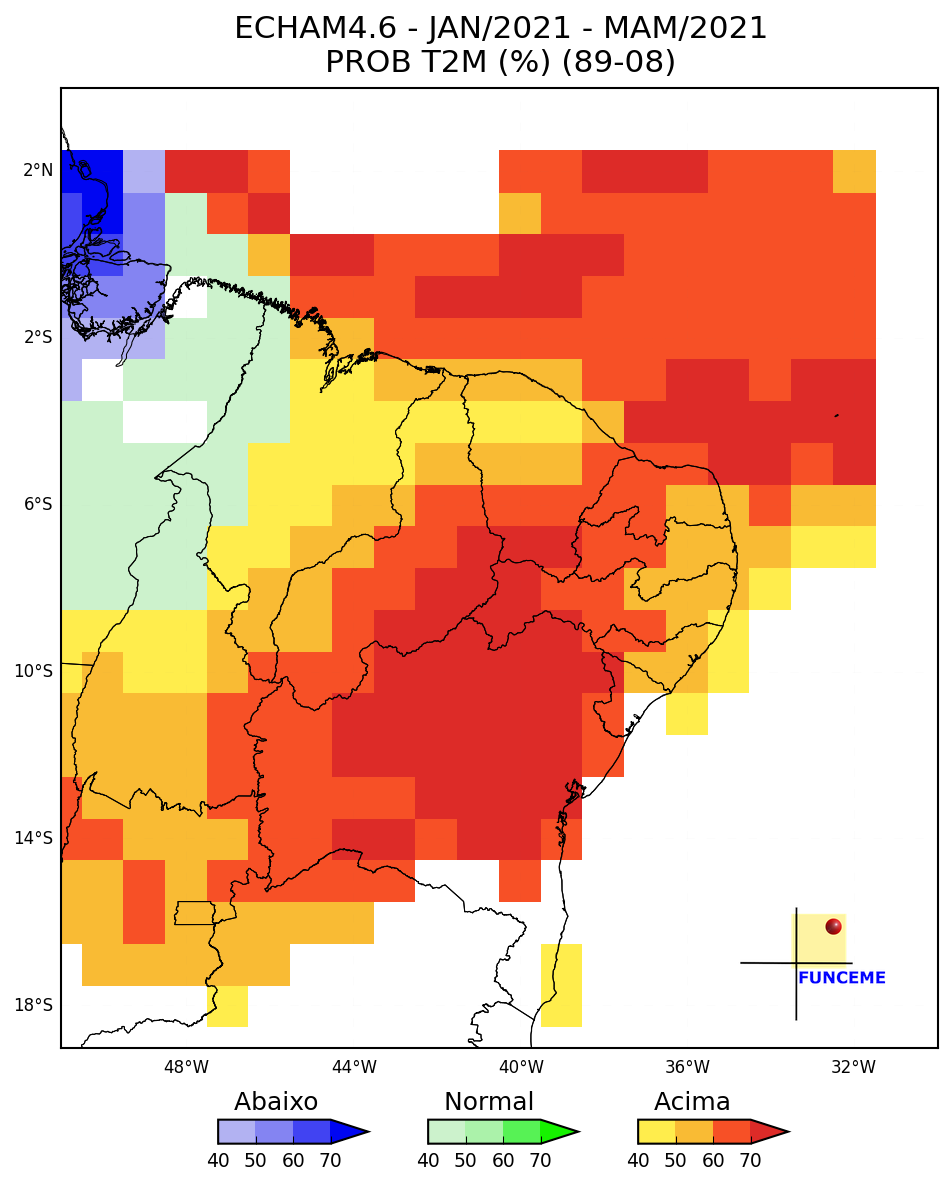 ECHAM4.6 - JAN/2021 - MAM/2021
PROB T2M (%) (89-08)
2°N
2°S
6°S
10°S
14°S
18°S
FUNCEME
48°W 44°W 40°W 36°W 32°W
Abaixo Normal Acima
40 50 60 70 40 50 60 70 40 50 60 70